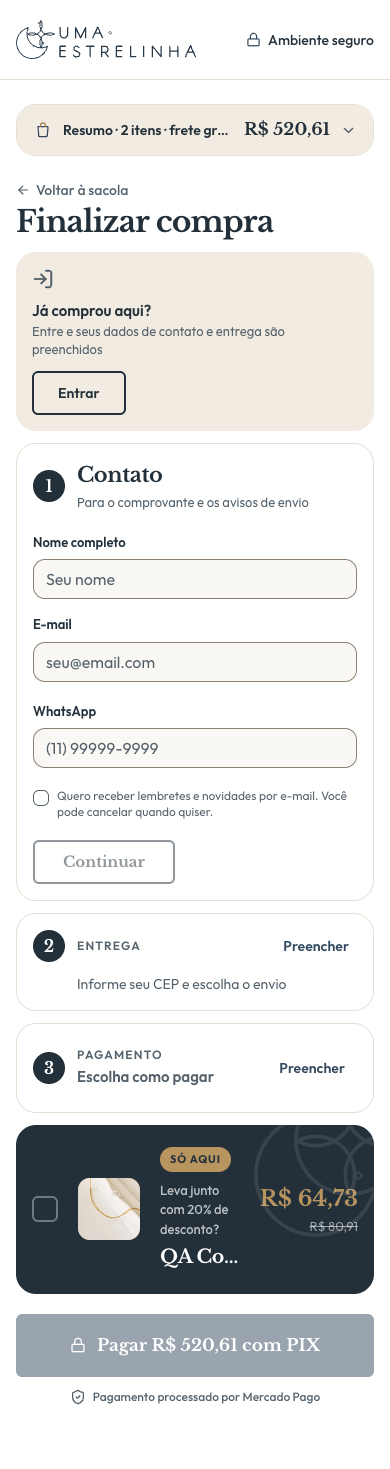 UMA
ESTRELINHA
Ambiente seguro
Resumo · 2 itens · frete gr... R$ 520,61
Voltar à sacola
Finalizar compra
Já comprou aqui?
Entre e seus dados de contato e entrega são
preenchidos
Entrar
1 Contato
Para o comprovante e os avisos de envio
Nome completo
Seu nome
E-mail
seu@email.com
WhatsApp
(11) 99999-9999
Quero receber lembretes e novidades por e-mail. Você
pode cancelar quando quiser.
Continuar
2 ENTREGA Preencher
Informe seu CEP e escolha o envio
3 PAGAMENTO
Escolha como pagar
Preencher
SÓ AQUI
Leva junto
com 20% de
desconto?
QA Co...
R$ 64,73
R$ 80,91
Pagar R$ 520,61 com PIX
Pagamento processado por Mercado Pago